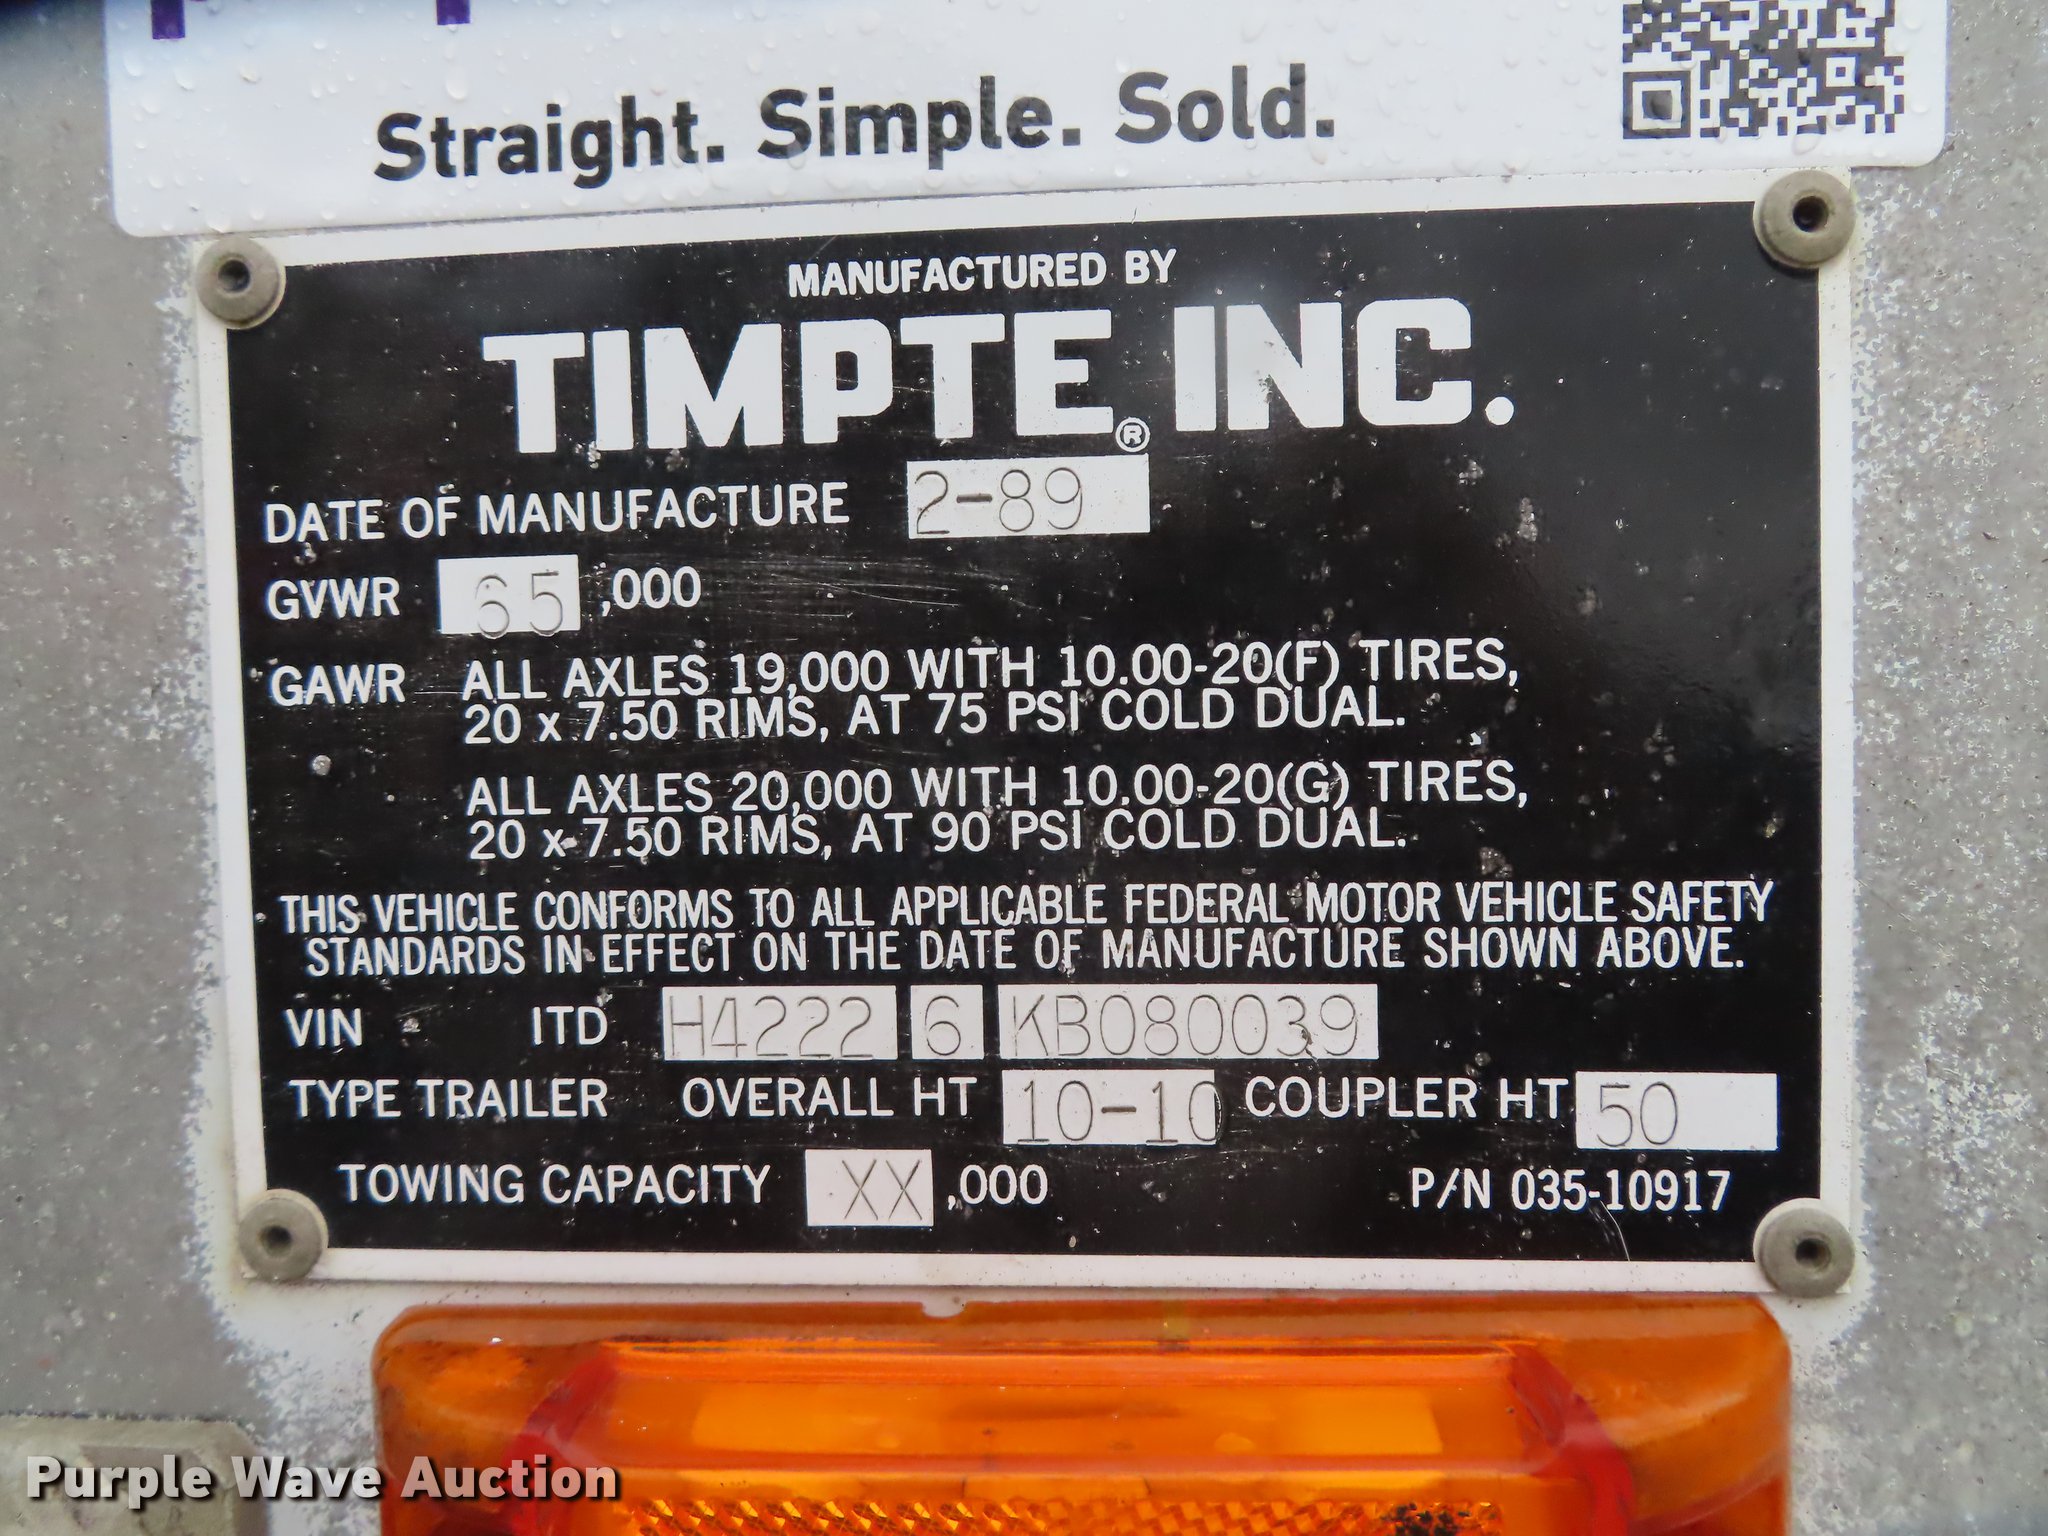 Straight. Simple. Sold.
MANUFACTURED BY
TIMPTE® INC.
DATE OF MANUFACTURE 2-89
GVWR 65 ,000
GAWR ALL AXLES 19,000 WITH 10.00-20(F) TIRES,
20 x 7.50 RIMS, AT 75 PSI COLD DUAL.
ALL AXLES 20,000 WITH 10.00-20(G) TIRES,
20 x 7.50 RIMS, AT 90 PSI COLD DUAL.
THIS VEHICLE CONFORMS TO ALL APPLICABLE FEDERAL MOTOR VEHICLE SAFETY
STANDARDS IN EFFECT ON THE DATE OF MANUFACTURE SHOWN ABOVE.
VIN ITD H4222 6 KB080039
TYPE TRAILER OVERALL HT 10-10 COUPLER HT 50
TOWING CAPACITY XX ,000 P/N 035-10917
Purple Wave Auction